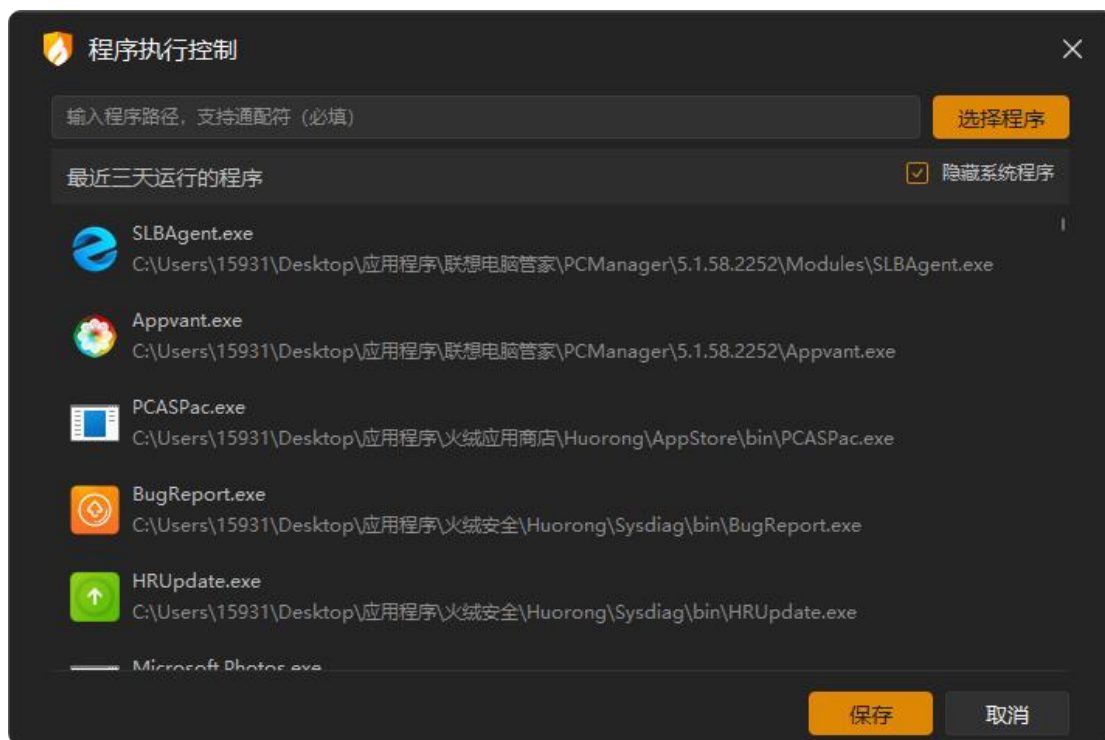 程序执行控制
输入程序路径，支持通配符（必填）
选择程序
最近三天运行的程序
隐藏系统程序
SLBAgent.exe
C:\Users\15931\Desktop\应用程序\联想电脑管家\PCManager\5.1.58.2252\Modules\SLBAgent.exe
Appvant.exe
C:\Users\15931\Desktop\应用程序\联想电脑管家\PCManager\5.1.58.2252\Appvant.exe
PCASPac.exe
C:\Users\15931\Desktop\应用程序\火绒应用商店\Huorong\AppStore\bin\PCASPac.exe
BugReport.exe
C:\Users\15931\Desktop\应用程序\火绒安全\Huorong\Sysdiag\bin\BugReport.exe
HRUpdate.exe
C:\Users\15931\Desktop\应用程序\火绒安全\Huorong\Sysdiag\bin\HRUpdate.exe
Microsoft.Photos.exe
保存
取消